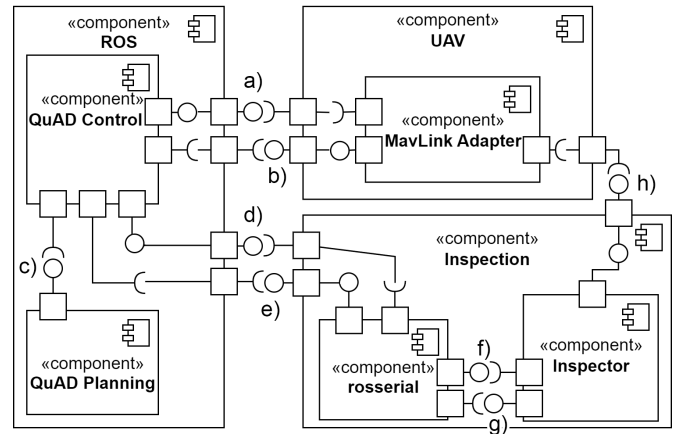 «component»
ROS
«component»
UAV
«component»
QuAD Control
a)
«component»
MavLink Adapter
b)
h)
c)
d)
«component»
Inspection
e)
«component»
QuAD Planning
«component»
rosserial
f)
«component»
Inspector
g)